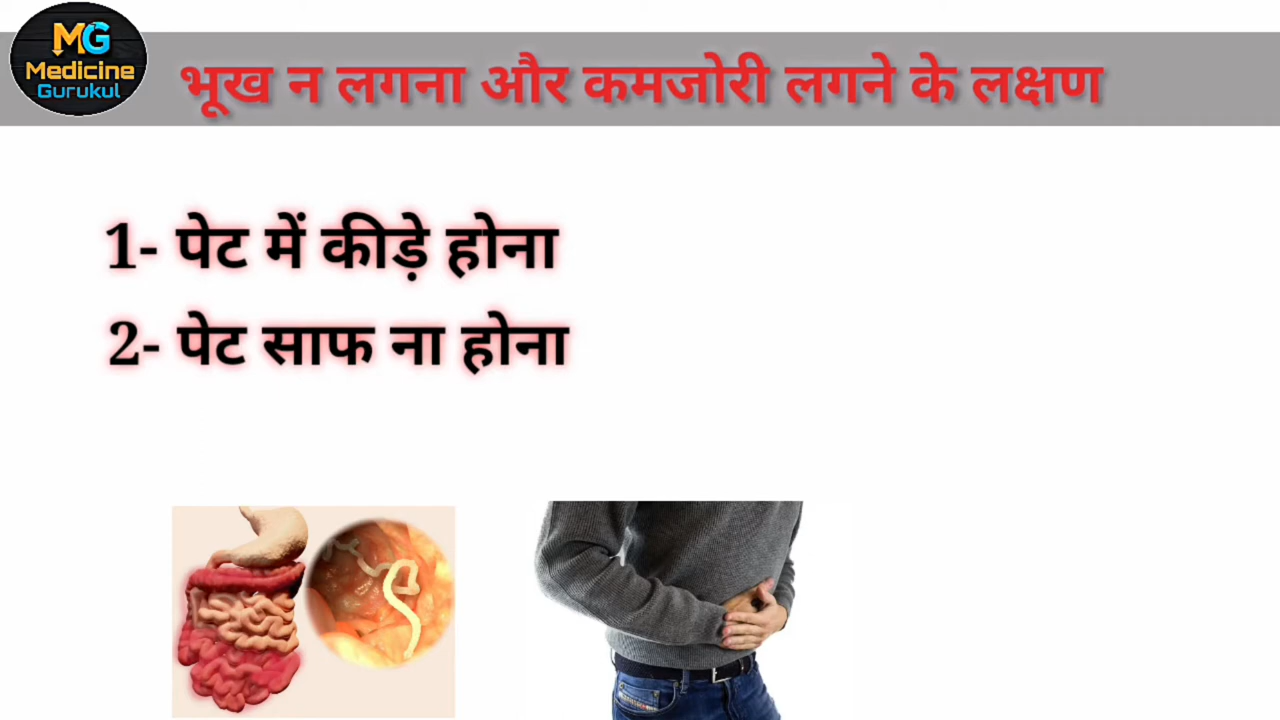 MG
Medicine
Gurukul
भूख न लगना और कमजोरी लगने के लक्षण
1- पेट में कीड़े होना
2- पेट साफ ना होना